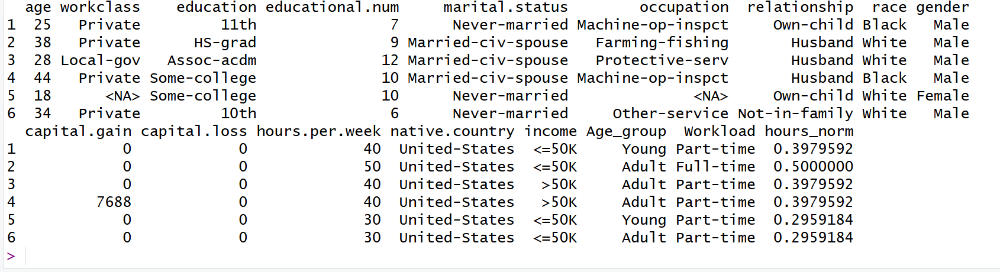 age workclass    education educational.num     marital.status        occupation  relationship  race gender
1  25   Private         11th               7      Never-married Machine-op-inspct     Own-child Black   Male
2  38   Private      HS-grad               9 Married-civ-spouse   Farming-fishing       Husband White   Male
3  28 Local-gov   Assoc-acdm              12 Married-civ-spouse   Protective-serv       Husband White   Male
4  44   Private Some-college              10 Married-civ-spouse Machine-op-inspct       Husband Black   Male
5  18      <NA> Some-college              10      Never-married              <NA>     Own-child White Female
6  34   Private         10th               6      Never-married     Other-service Not-in-family White   Male
  capital.gain capital.loss hours.per.week native.country income Age_group  Workload hours_norm
1            0            0             40  United-States  <=50K     Young Part-time  0.3979592
2            0            0             50  United-States  <=50K     Adult Full-time  0.5000000
3            0            0             40  United-States   >50K     Adult Part-time  0.3979592
4         7688            0             40  United-States   >50K     Adult Part-time  0.3979592
5            0            0             30  United-States  <=50K     Young Part-time  0.2959184
6            0            0             30  United-States  <=50K     Adult Part-time  0.2959184
>